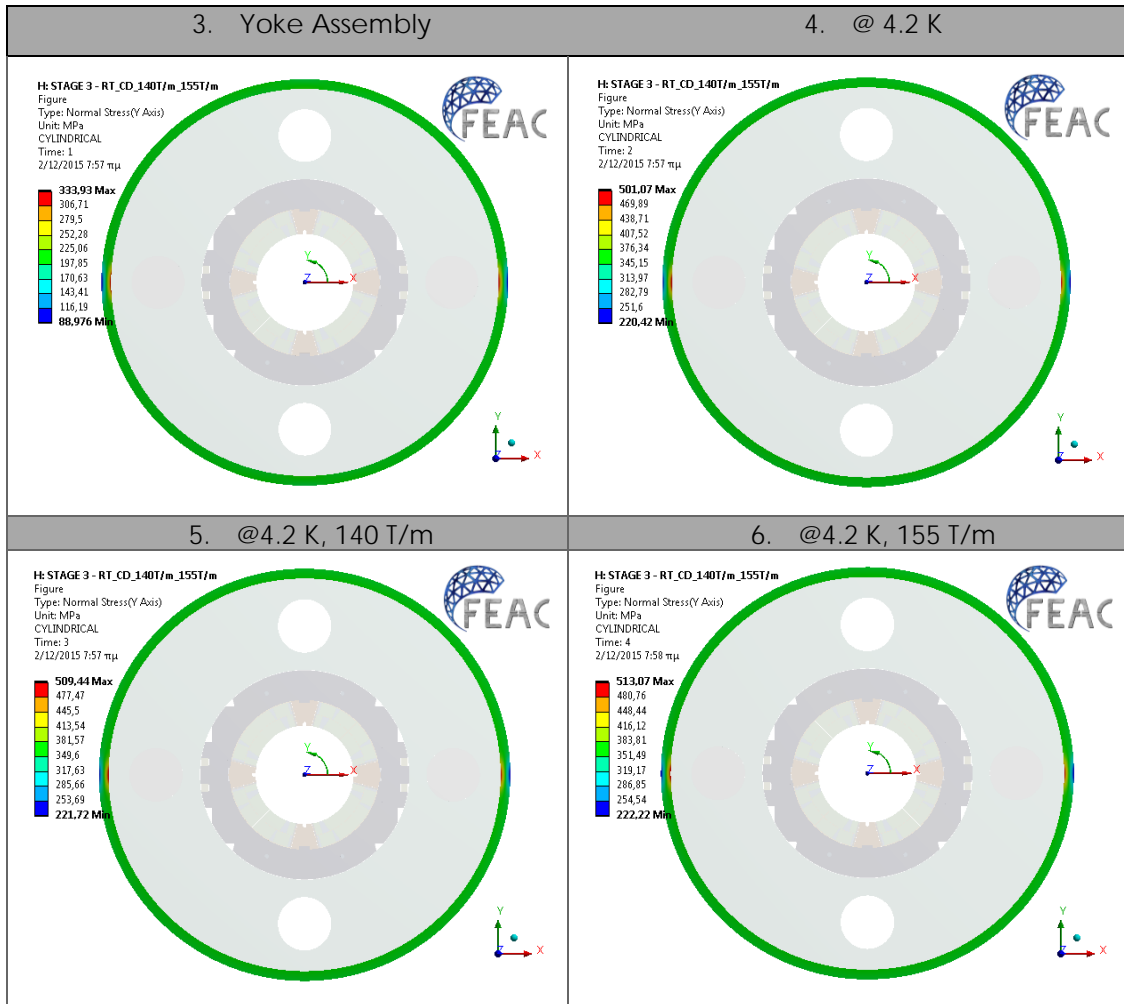 3. Yoke Assembly
4. @ 4.2 K
H: STAGE 3 - RT_CD_140T/m_155T/m
Figure
Type: Normal Stress(Y Axis)
Unit: MPa
CYLINDRICAL
Time: 1
2/12/2015 7:57 πμ
FEAC
333,93 Max
306,71
279,5
252,28
225,06
197,85
170,63
143,41
116,19
88,976 Min
Y
X
Z
Y
X
Z
H: STAGE 3 - RT_CD_140T/m_155T/m
Figure
Type: Normal Stress(Y Axis)
Unit: MPa
CYLINDRICAL
Time: 2
2/12/2015 7:57 πμ
FEAC
501,07 Max
469,89
438,71
407,52
376,34
345,15
313,97
282,79
251,6
220,42 Min
Y
X
Z
Y
X
Z
5. @4.2 K, 140 T/m
6. @4.2 K, 155 T/m
H: STAGE 3 - RT_CD_140T/m_155T/m
Figure
Type: Normal Stress(Y Axis)
Unit: MPa
CYLINDRICAL
Time: 3
2/12/2015 7:57 πμ
FEAC
509,44 Max
477,47
445,5
413,54
381,57
349,6
317,63
285,66
253,69
221,72 Min
Y
X
Z
Y
X
Z
H: STAGE 3 - RT_CD_140T/m_155T/m
Figure
Type: Normal Stress(Y Axis)
Unit: MPa
CYLINDRICAL
Time: 4
2/12/2015 7:58 πμ
FEAC
513,07 Max
480,76
448,44
416,12
383,81
351,49
319,17
286,85
254,54
222,22 Min
Y
X
Z
Y
X
Z